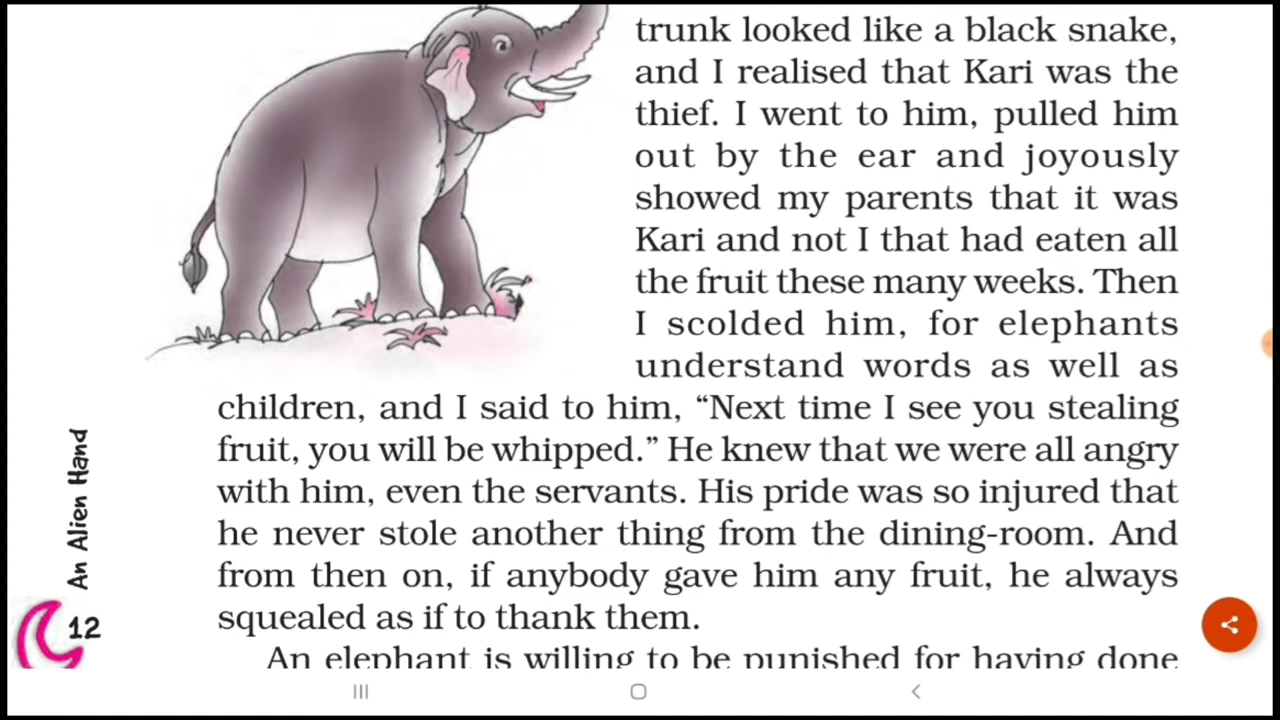 trunk looked like a black snake,
and I realised that Kari was the
thief. I went to him, pulled him
out by the ear and joyously
showed my parents that it was
Kari and not I that had eaten all
the fruit these many weeks. Then
I scolded him, for elephants
understand words as well as
children, and I said to him, “Next time I see you stealing
fruit, you will be whipped.” He knew that we were all angry
with him, even the servants. His pride was so injured that
he never stole another thing from the dining-room. And
from then on, if anybody gave him any fruit, he always
squealed as if to thank them.
An elephant is willing to be punished for having done
An Alien Hand
12